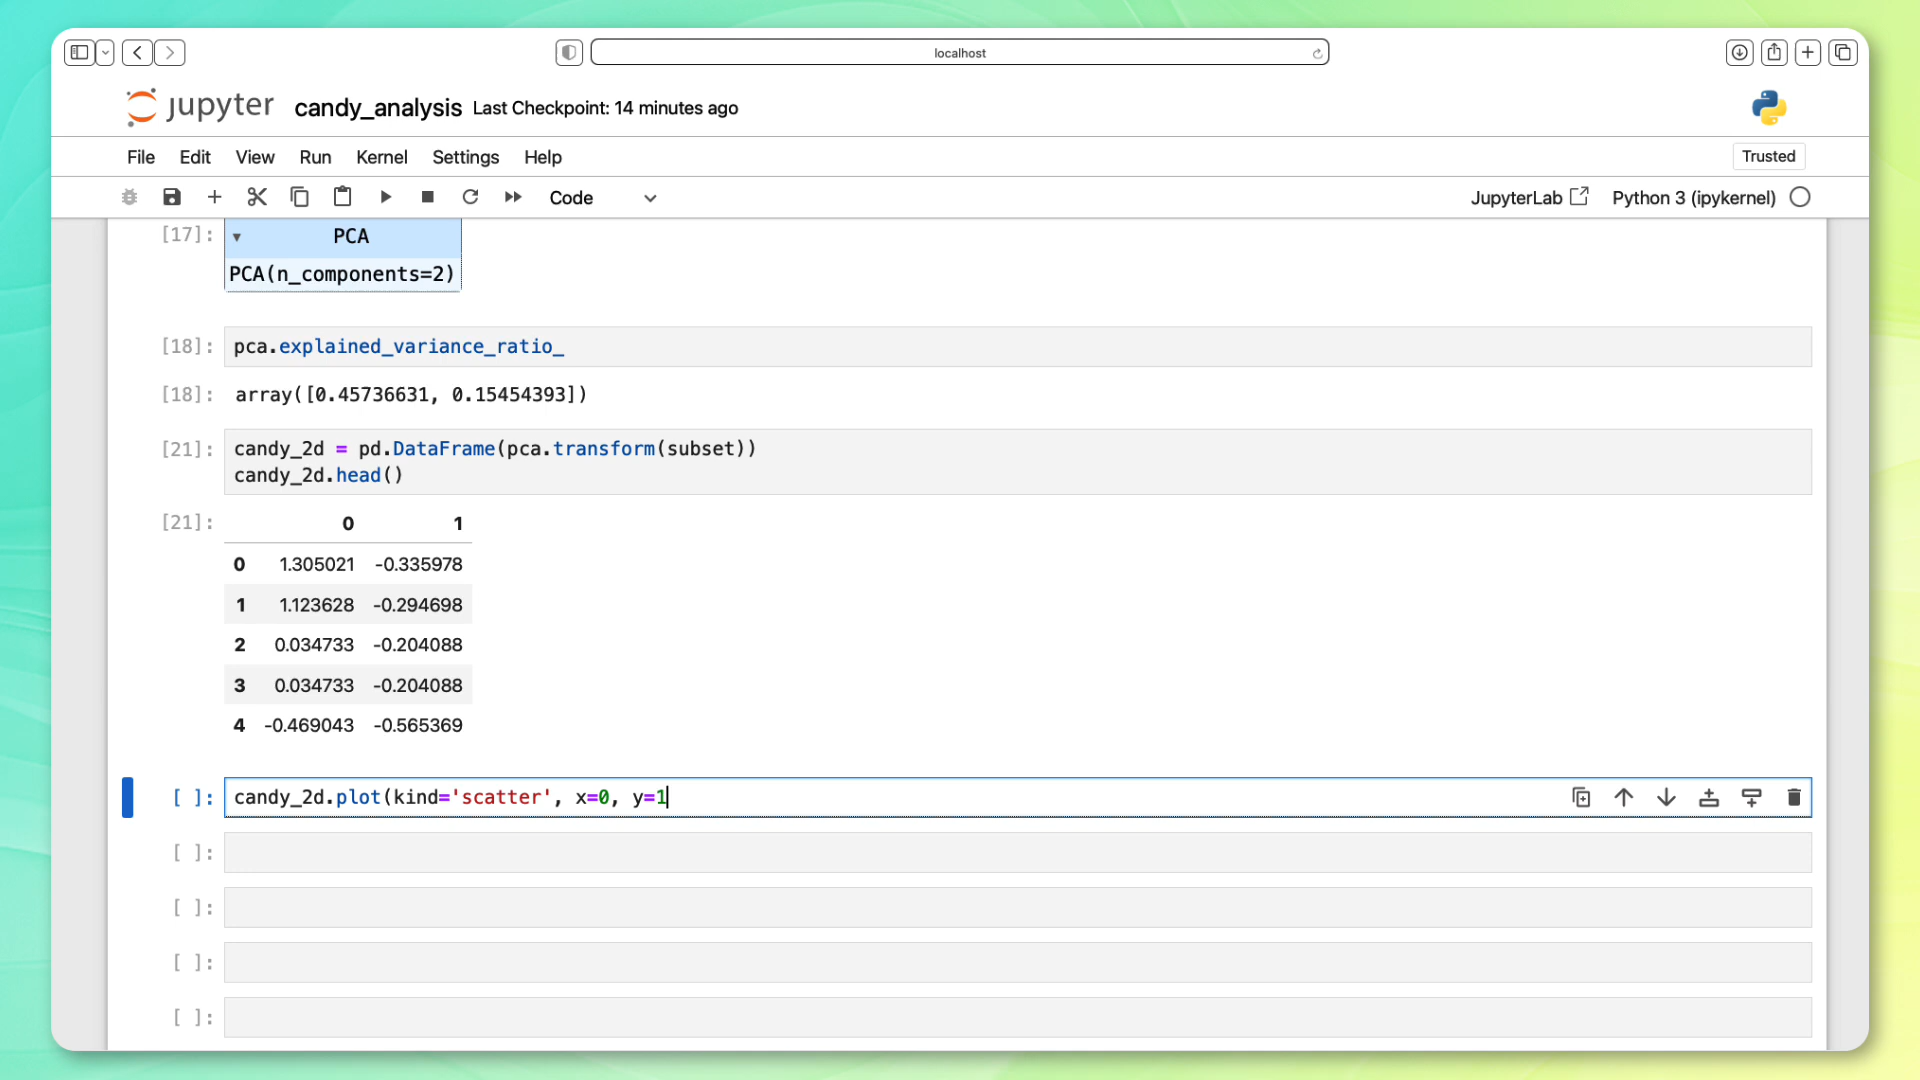 localhost
jupyter candy_analysis Last Checkpoint: 14 minutes ago
File Edit View Run Kernel Settings Help
Trusted
Code
JupyterLab Python 3 (ipykernel)
[17]: ▼ PCA
PCA(n_components=2)
[18]: pca.explained_variance_ratio_
[18]: array([0.45736631, 0.15454393])
[21]: candy_2d = pd.DataFrame(pca.transform(subset))
candy_2d.head()
[21]: 0 1
0 1.305021 -0.335978
1 1.123628 -0.294698
2 0.034733 -0.204088
3 0.034733 -0.204088
4 -0.469043 -0.565369
[ ]: candy_2d.plot(kind='scatter', x=0, y=1
[ ]:
[ ]:
[ ]:
[ ]: